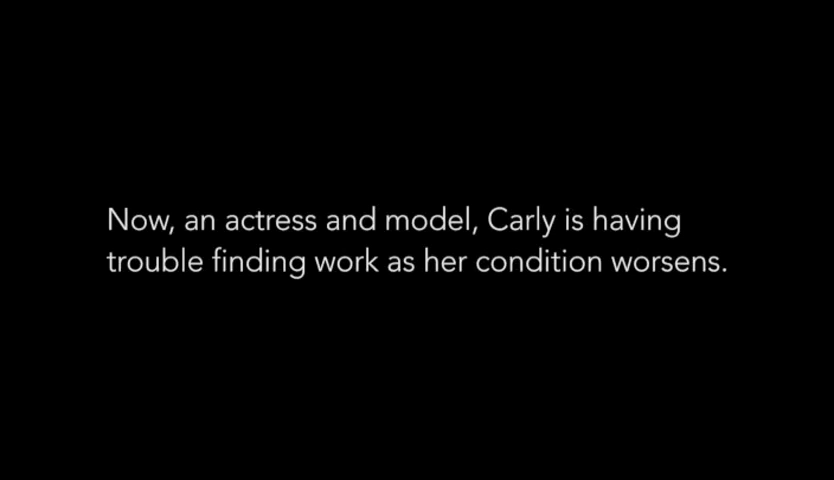 Now, an actress and model, Carly is having
trouble finding work as her condition worsens.